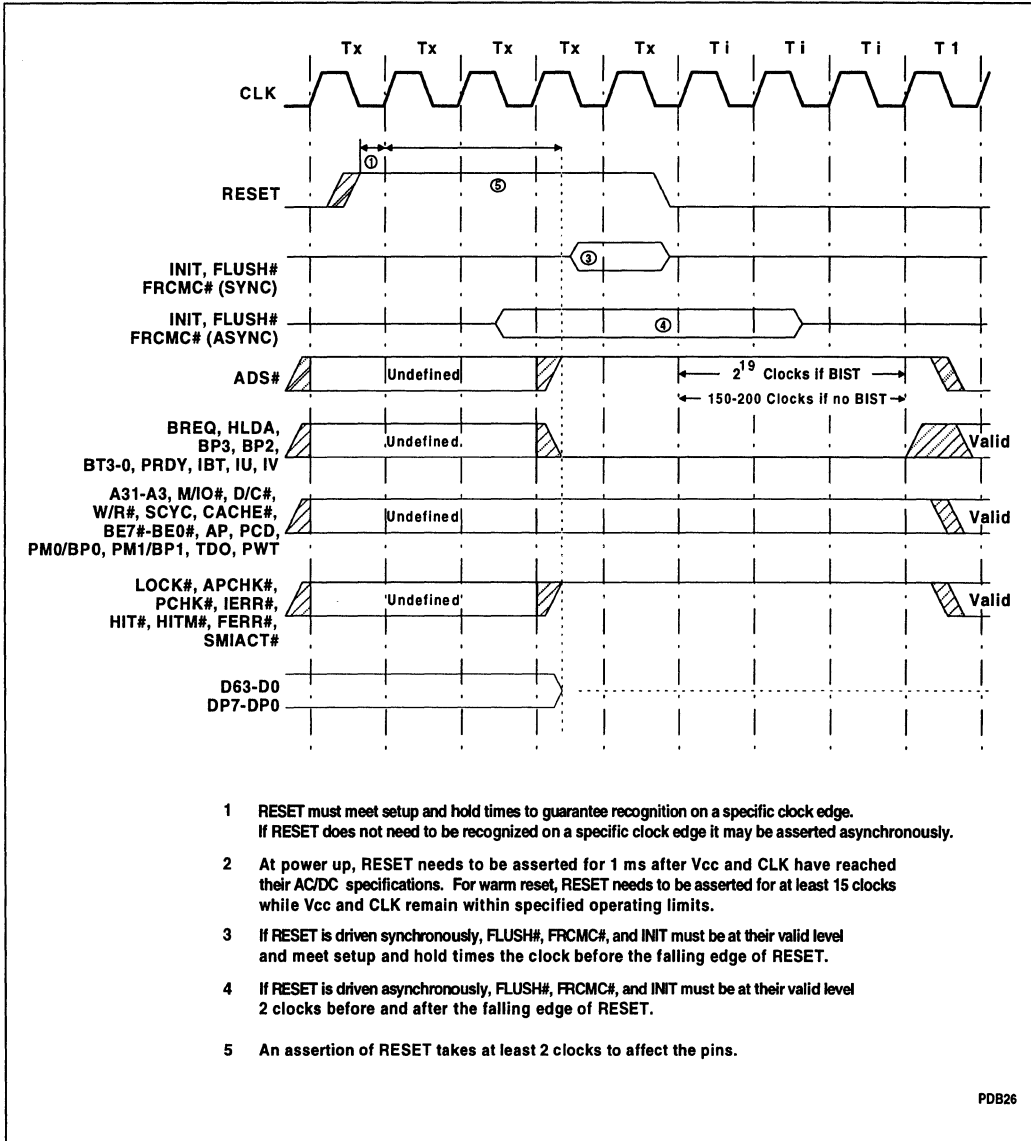 Tx Tx Tx Tx Tx Ti Ti Ti T1
CLK
①
RESET
⑤
INIT, FLUSH#
FRCMC# (SYNC)
③
INIT, FLUSH#
FRCMC# (ASYNC)
④
ADS#
Undefined
2^19 Clocks if BIST
150-200 Clocks if no BIST
BREQ, HLDA,
BP3, BP2,
BT3-0, PRDY, IBT, IU, IV
Undefined
Valid
A31-A3, M/IO#, D/C#,
W/R#, SCYC, CACHE#,
BE7#-BE0#, AP, PCD,
PM0/BP0, PM1/BP1, TDO, PWT
Undefined
Valid
LOCK#, APCHK#,
PCHK#, IERR#,
HIT#, HITM#, FERR#,
SMIACT#
Undefined
Valid
D63-D0
DP7-DP0
1 RESET must meet setup and hold times to guarantee recognition on a specific clock edge.
If RESET does not need to be recognized on a specific clock edge it may be asserted asynchronously.
2 At power up, RESET needs to be asserted for 1 ms after Vcc and CLK have reached
their AC/DC specifications. For warm reset, RESET needs to be asserted for at least 15 clocks
while Vcc and CLK remain within specified operating limits.
3 If RESET is driven synchronously, FLUSH#, FRCMC#, and INIT must be at their valid level
and meet setup and hold times the clock before the falling edge of RESET.
4 If RESET is driven asynchronously, FLUSH#, FRCMC#, and INIT must be at their valid level
2 clocks before and after the falling edge of RESET.
5 An assertion of RESET takes at least 2 clocks to affect the pins.
PDB26